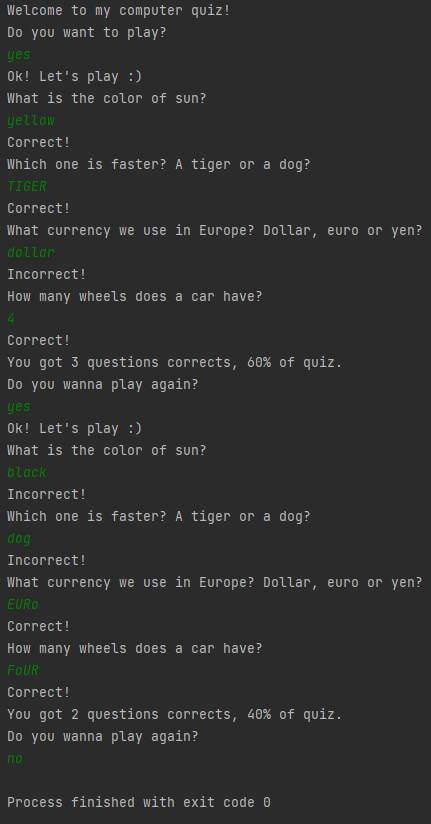 Welcome to my computer quiz!
Do you want to play?
yes
Ok! Let's play :)
What is the color of sun?
yellow
Correct!
Which one is faster? A tiger or a dog?
TIGER
Correct!
What currency we use in Europe? Dollar, euro or yen?
dollar
Incorrect!
How many wheels does a car have?
4
Correct!
You got 3 questions corrects, 60% of quiz.
Do you wanna play again?
yes
Ok! Let's play :)
What is the color of sun?
black
Incorrect!
Which one is faster? A tiger or a dog?
dog
Incorrect!
What currency we use in Europe? Dollar, euro or yen?
EURo
Correct!
How many wheels does a car have?
FoUR
Correct!
You got 2 questions corrects, 40% of quiz.
Do you wanna play again?
no
Process finished with exit code 0